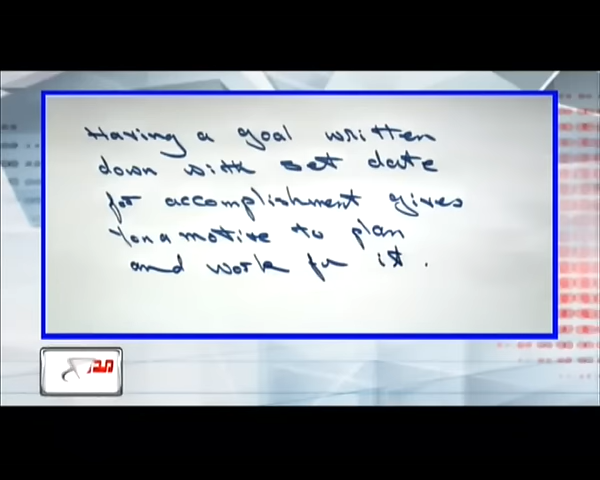 Having a goal written
down with set date
for accomplishment gives
you a motive to plan
and work for it.